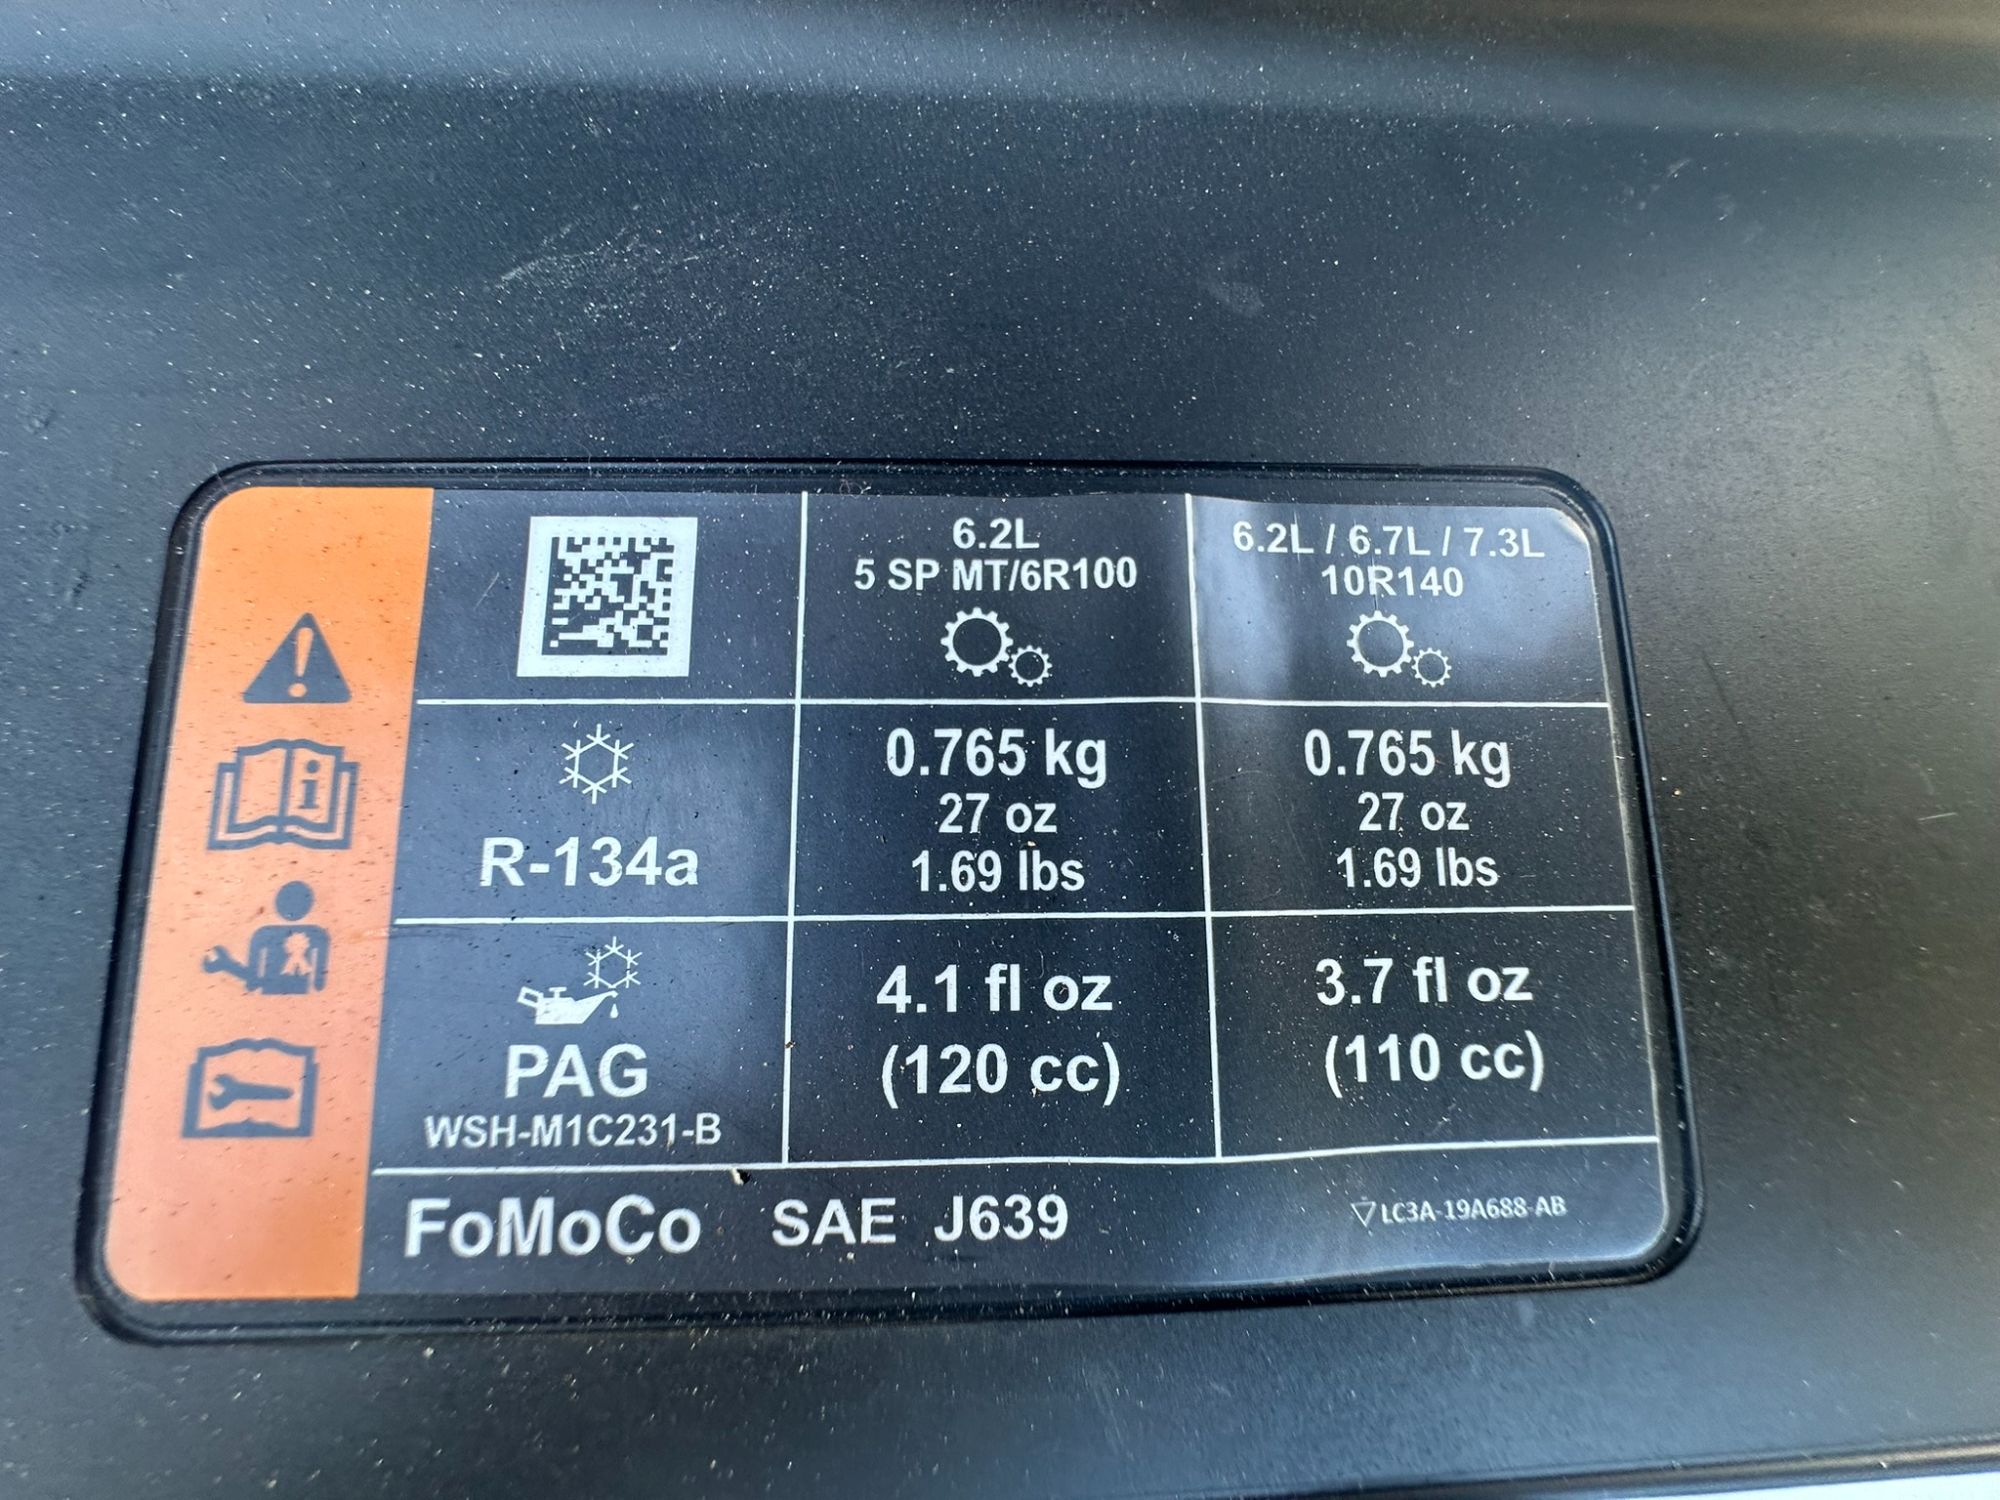 6.2L
5 SP MT/6R100
6.2L / 6.7L / 7.3L
10R140
R-134a
0.765 kg
27 oz
1.69 lbs
0.765 kg
27 oz
1.69 lbs
PAG
WSH-M1C231-B
4.1 fl oz
(120 cc)
3.7 fl oz
(110 cc)
FoMoCo SAE J639
LC3A-19A688-AB